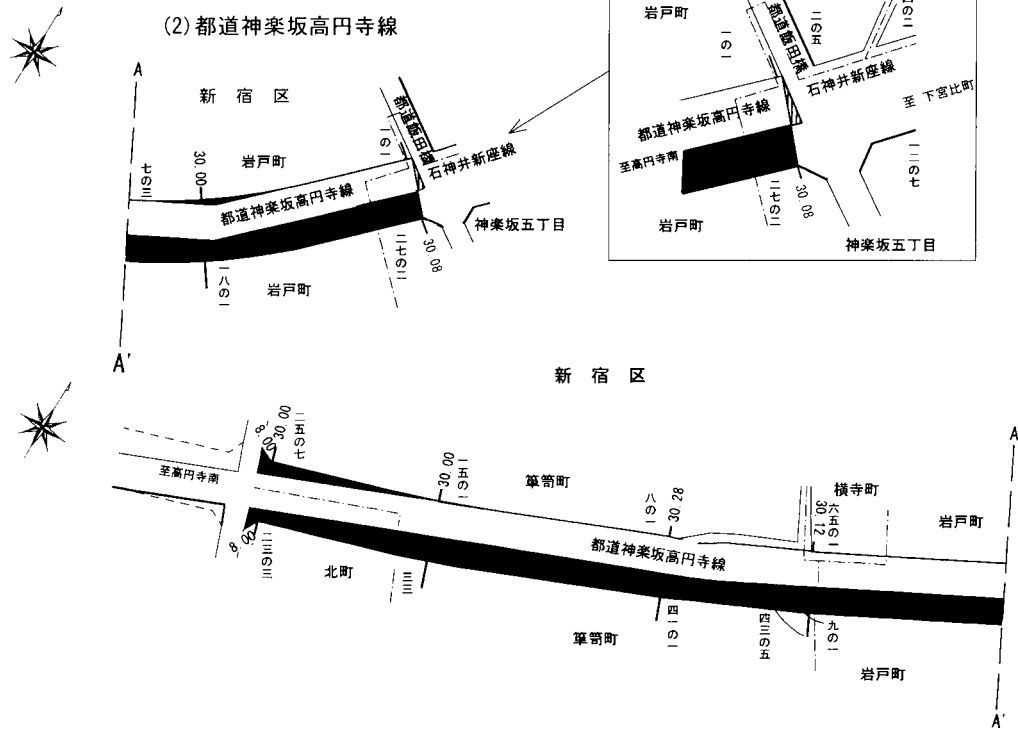 (2)都道神楽坂高円寺線
A
新宿区
七の三
30.00
岩戸町
一の一
都道飯田橋
石神井新座線
都道神楽坂高円寺線
一八の一
岩戸町
二七の二
30.08
神楽坂五丁目
A'
岩戸町
一の一
都道飯田橋
二の五
石神井新座線
至 下宮比町
都道神楽坂高円寺線
至高円寺南
一二の七
岩戸町
二七の二
30.08
神楽坂五丁目
新宿区
A
至高円寺南
8.00
30.00
二五の七
30.00
一五の一
箪笥町
八の一
30.28
横寺町
六五の一
30.12
岩戸町
都道神楽坂高円寺線
8.00
二三の三
北町
三三
箪笥町
四一の一
四三の五
九の一
岩戸町
A'